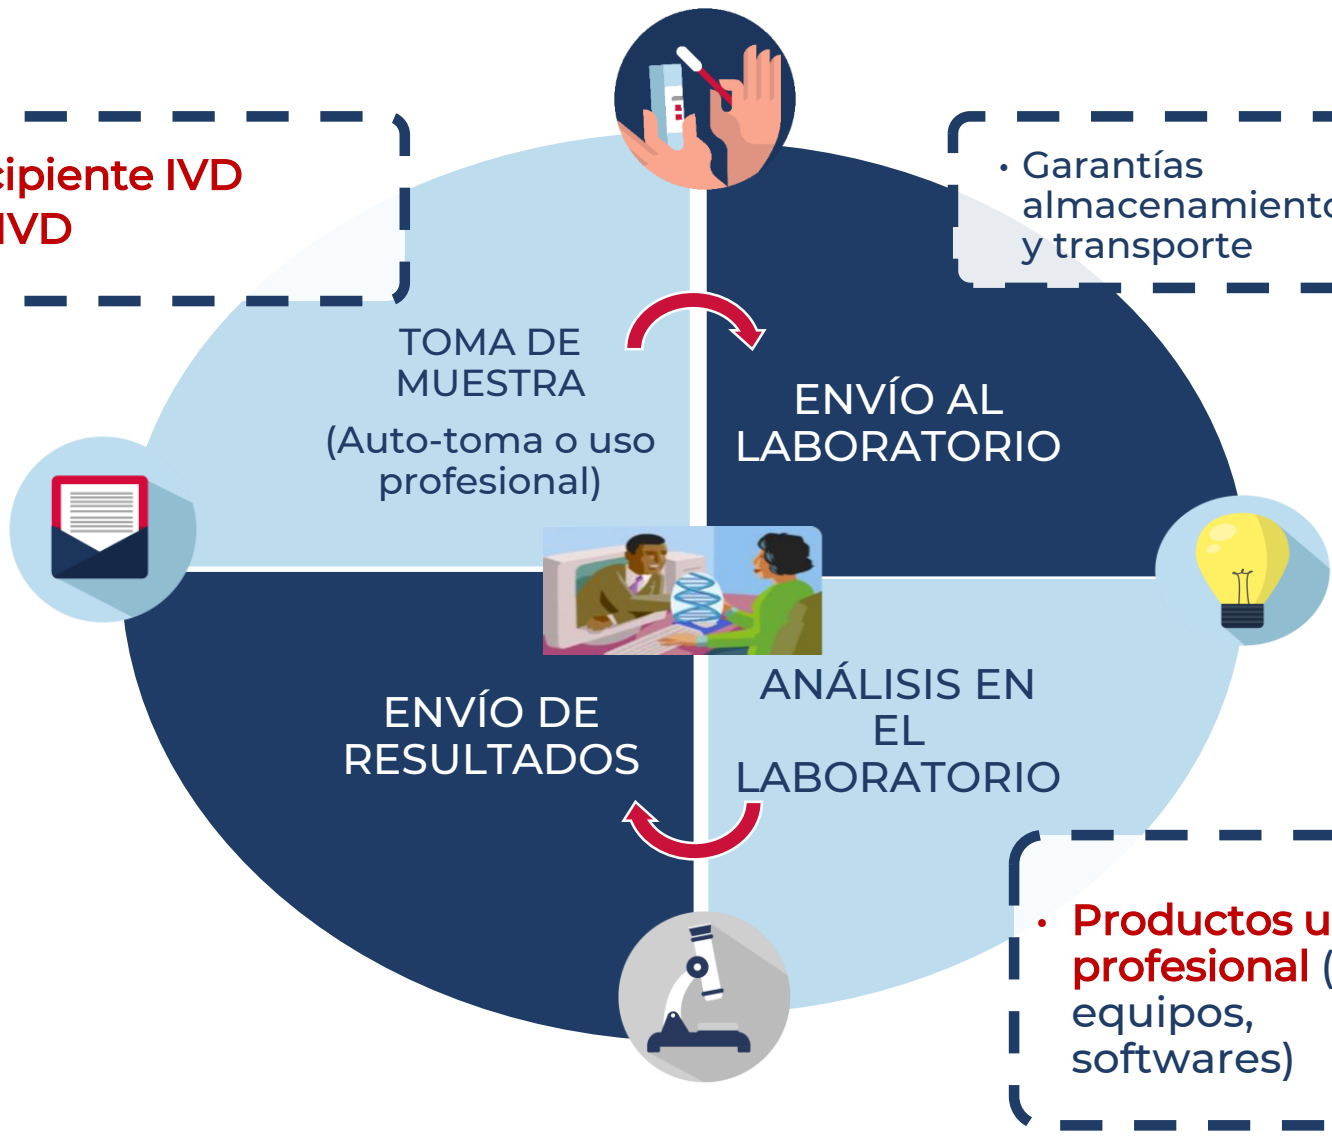 cipiente IVD
IVD
• Garantías
almacenamiento
y transporte
TOMA DE
MUESTRA
(Auto-toma o uso
profesional)
ENVÍO AL
LABORATORIO
ENVÍO DE
RESULTADOS
ANÁLISIS EN
EL
LABORATORIO
• Productos u
profesional (
equipos,
softwares)